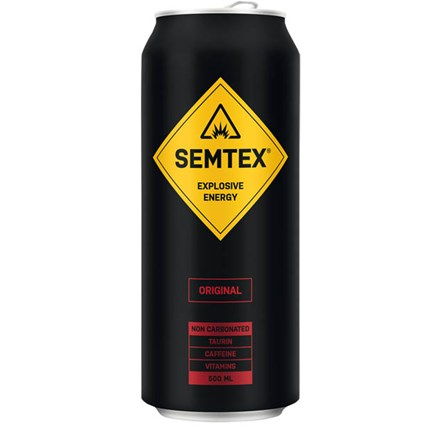 SEMTEX®
EXPLOSIVE
ENERGY
ORIGINAL
NON CARBONATED
TAURIN
CAFFEINE
VITAMINS
500 ML